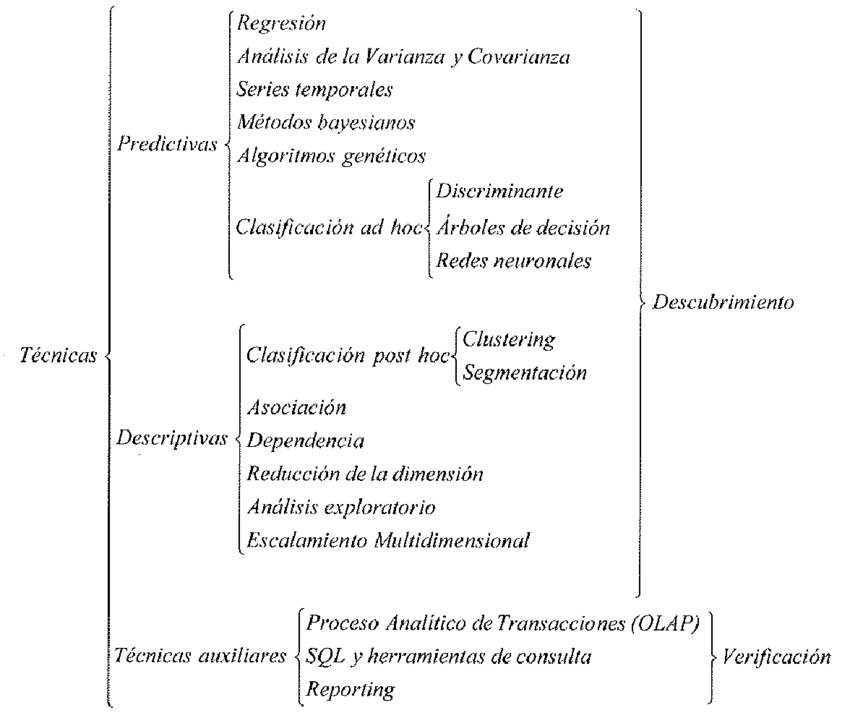 Regresión
Análisis de la Varianza y Covarianza
Series temporales
Métodos bayesianos
Predictivas
Algoritmos genéticos
Discriminante
Clasificación ad hoc
Árboles de decisión
Redes neuronales
Descubrimiento
Técnicas
Clasificación post hoc
Clustering
Segmentación
Asociación
Descriptivas
Dependencia
Reducción de la dimensión
Análisis exploratorio
Escalamiento Multidimensional
Proceso Analítico de Transacciones (OLAP)
Técnicas auxiliares
SQL y herramientas de consulta
Verificación
Reporting